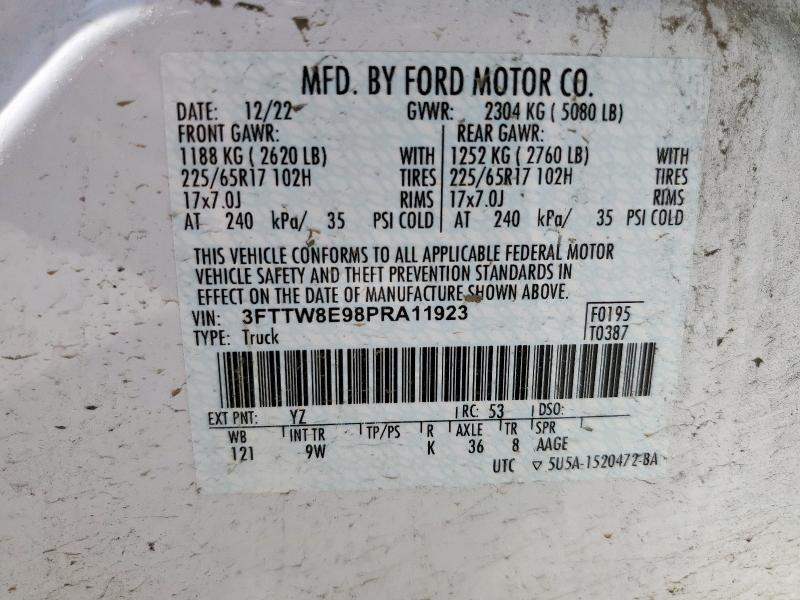 MFD. BY FORD MOTOR CO.
DATE: 12/22 GVWR: 2304 KG ( 5080 LB)
FRONT GAWR: REAR GAWR:
1188 KG ( 2620 LB) WITH 1252 KG ( 2760 LB) WITH
225/65R17 102H TIRES 225/65R17 102H TIRES
17x7.0J RIMS 17x7.0J RIMS
AT 240 kPa/ 35 PSI COLD AT 240 kPa/ 35 PSI COLD
THIS VEHICLE CONFORMS TO ALL APPLICABLE FEDERAL MOTOR
VEHICLE SAFETY AND THEFT PREVENTION STANDARDS IN
EFFECT ON THE DATE OF MANUFACTURE SHOWN ABOVE.
VIN: 3FTTW8E98PRA11923 F0195
TYPE: Truck T0387
EXT PNT: YZ RC: 53 DSO:
WB INT TR TP/PS R AXLE TR SPR
121 9W K 36 8 AAGE
UTC ▽ 5U5A-1520472-BA